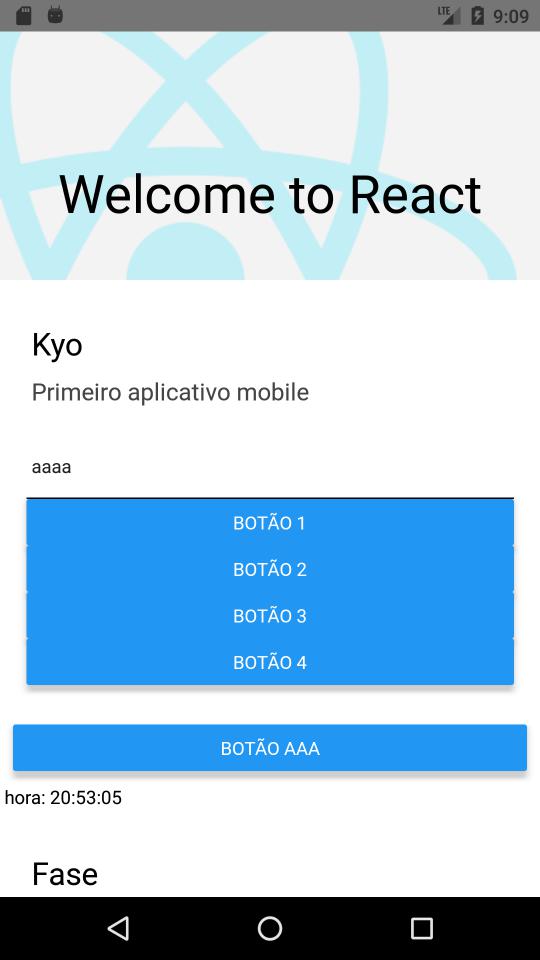 LTE 9:09
Welcome to React
Kyo
Primeiro aplicativo mobile
aaaa
BOTÃO 1
BOTÃO 2
BOTÃO 3
BOTÃO 4
BOTÃO AAA
hora: 20:53:05
Fase